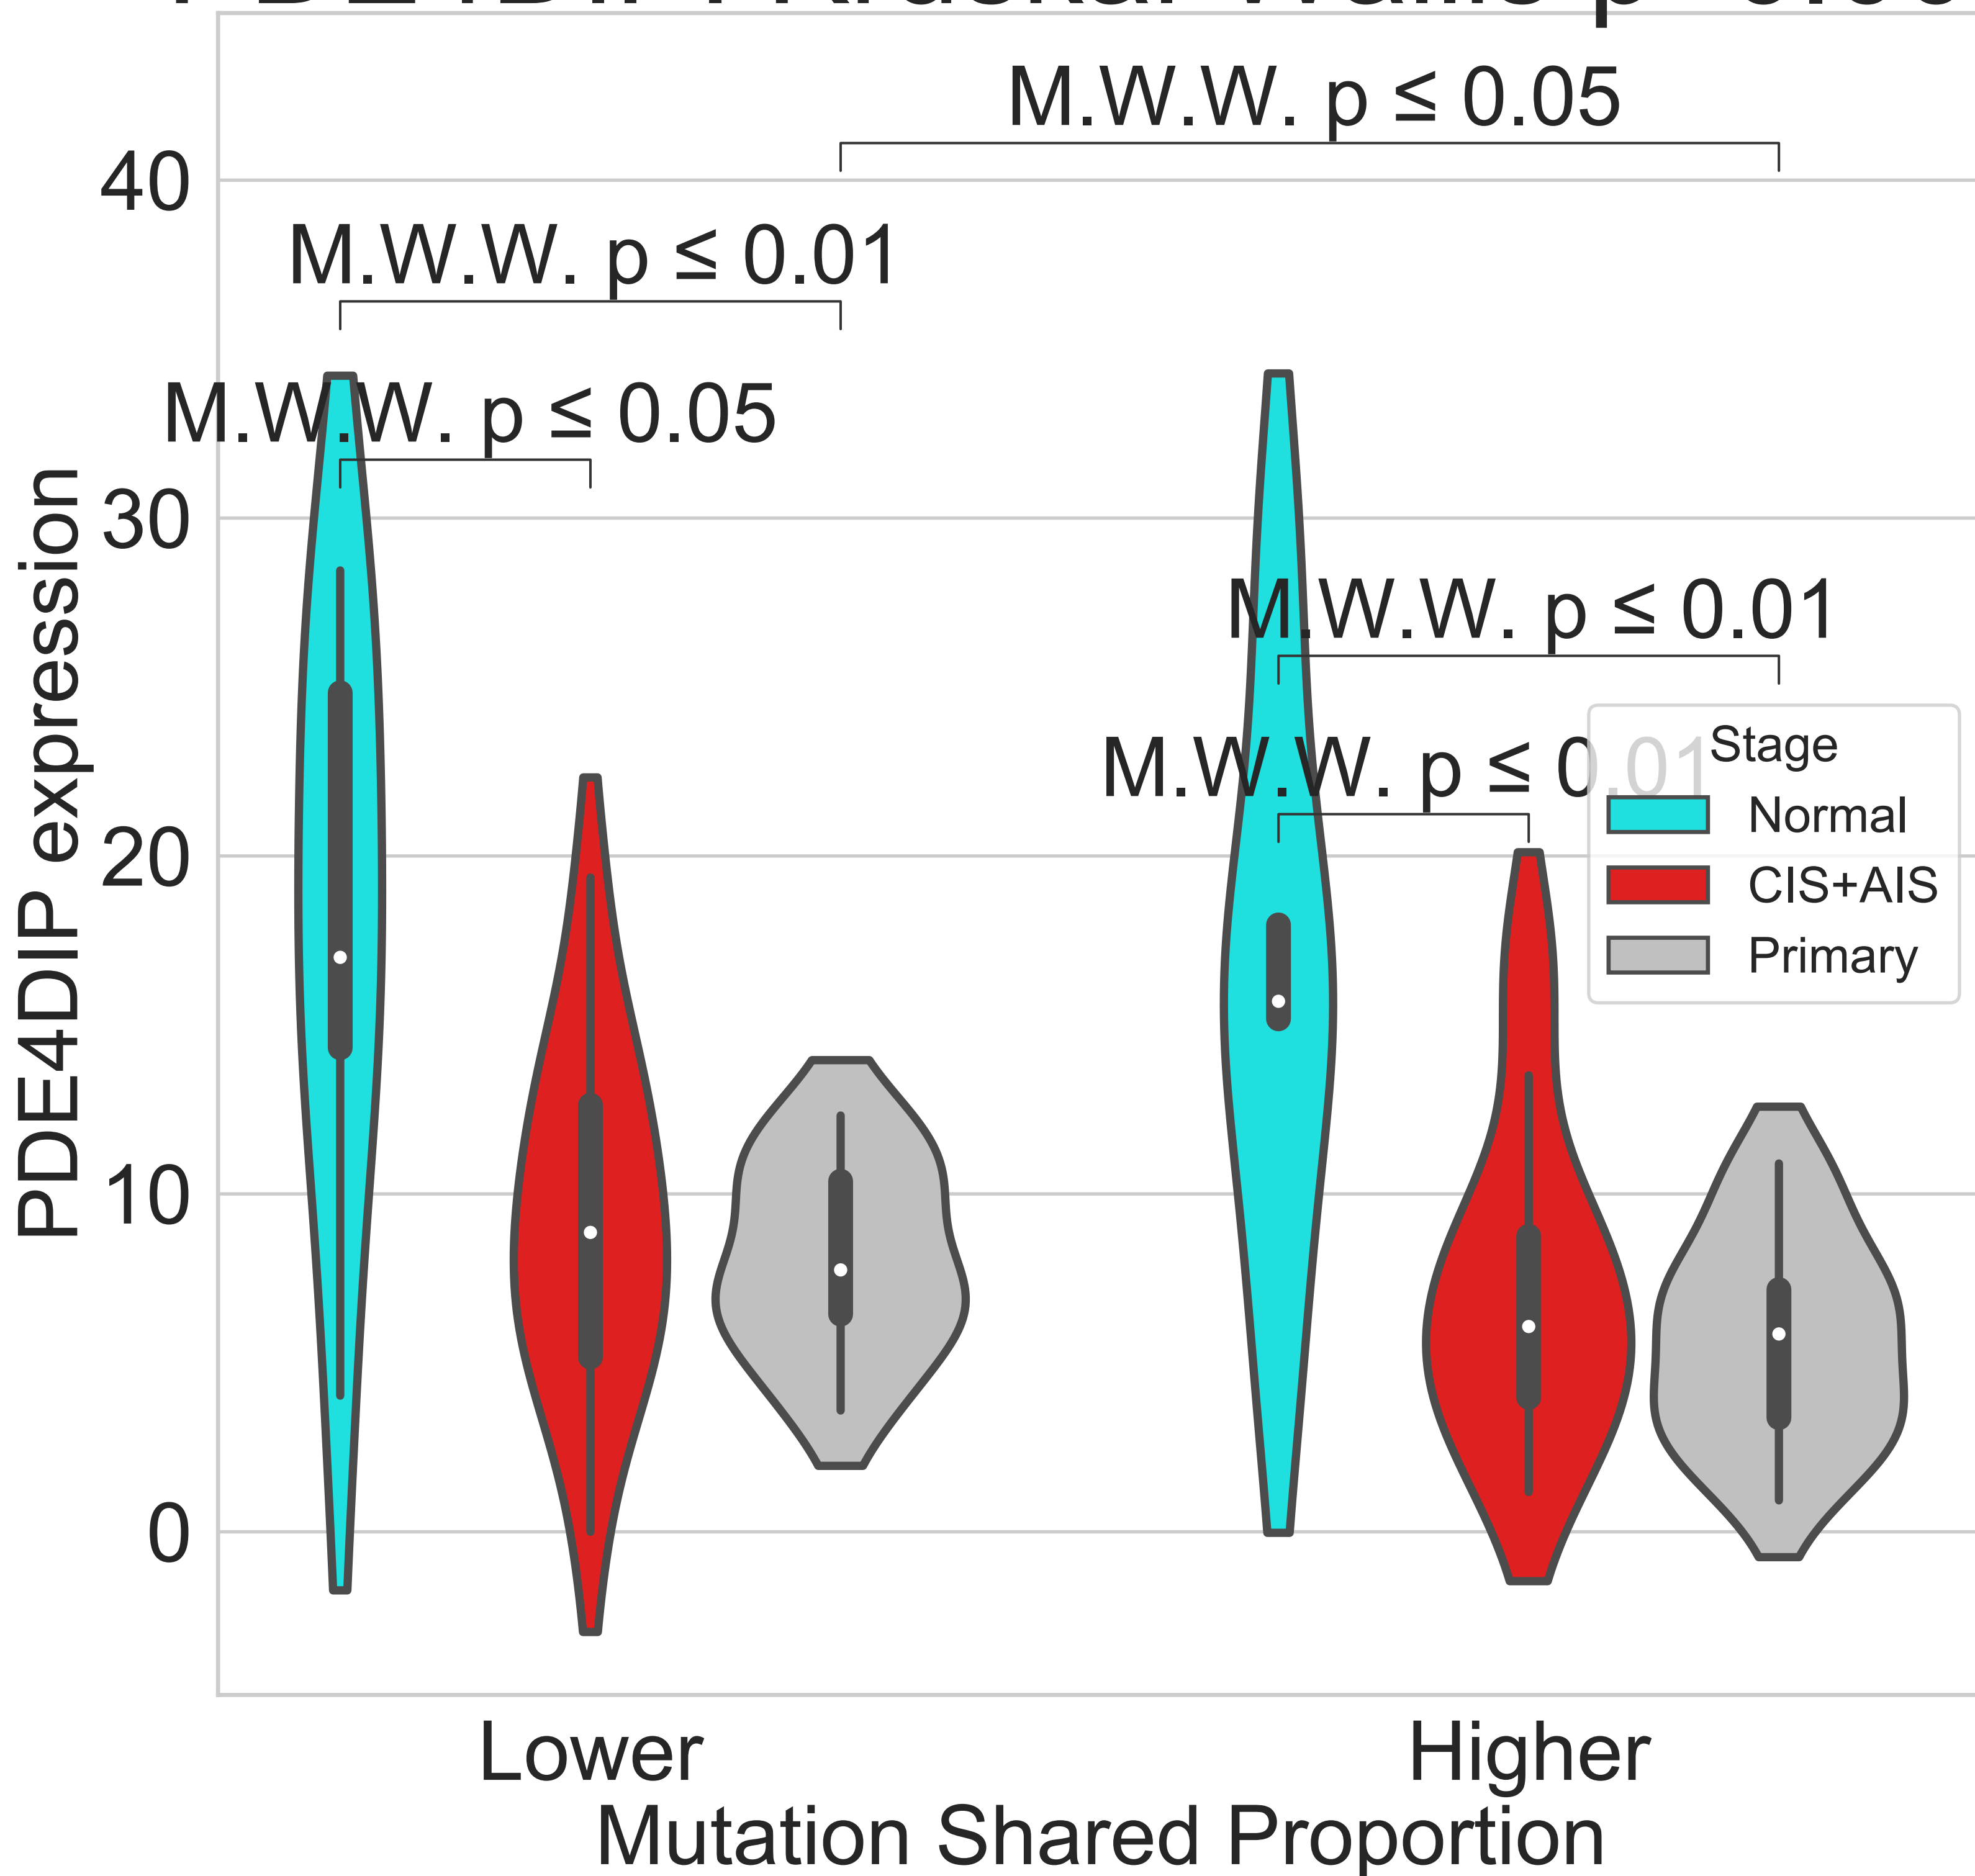 M.W.W. p ≤ 0.05
40
M.W.W. p ≤ 0.01
M.W.W. p ≤ 0.05
30
PDE4DIP expression
M.W.W. p ≤ 0.01
M.W.W. p ≤ 0.01
Stage
Normal
CIS+AIS
Primary
20
10
0
Lower
Higher
Mutation Shared Proportion